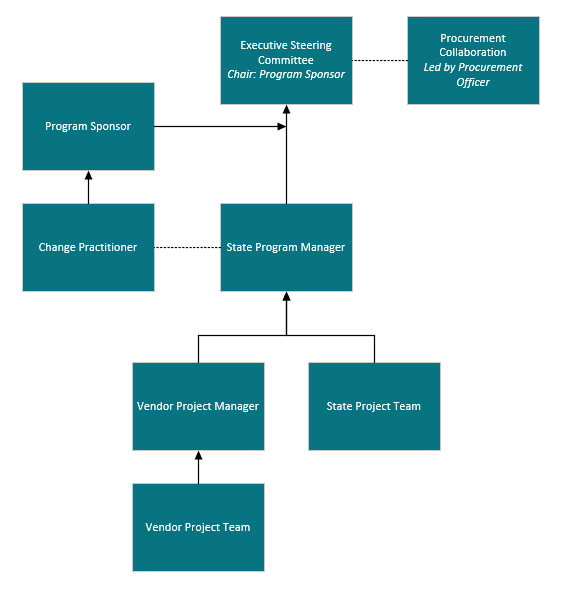 Executive Steering
Committee
Chair: Program Sponsor
Procurement
Collaboration
Led by Procurement
Officer
Program Sponsor
Change Practitioner
State Program Manager
Vendor Project Manager
State Project Team
Vendor Project Team